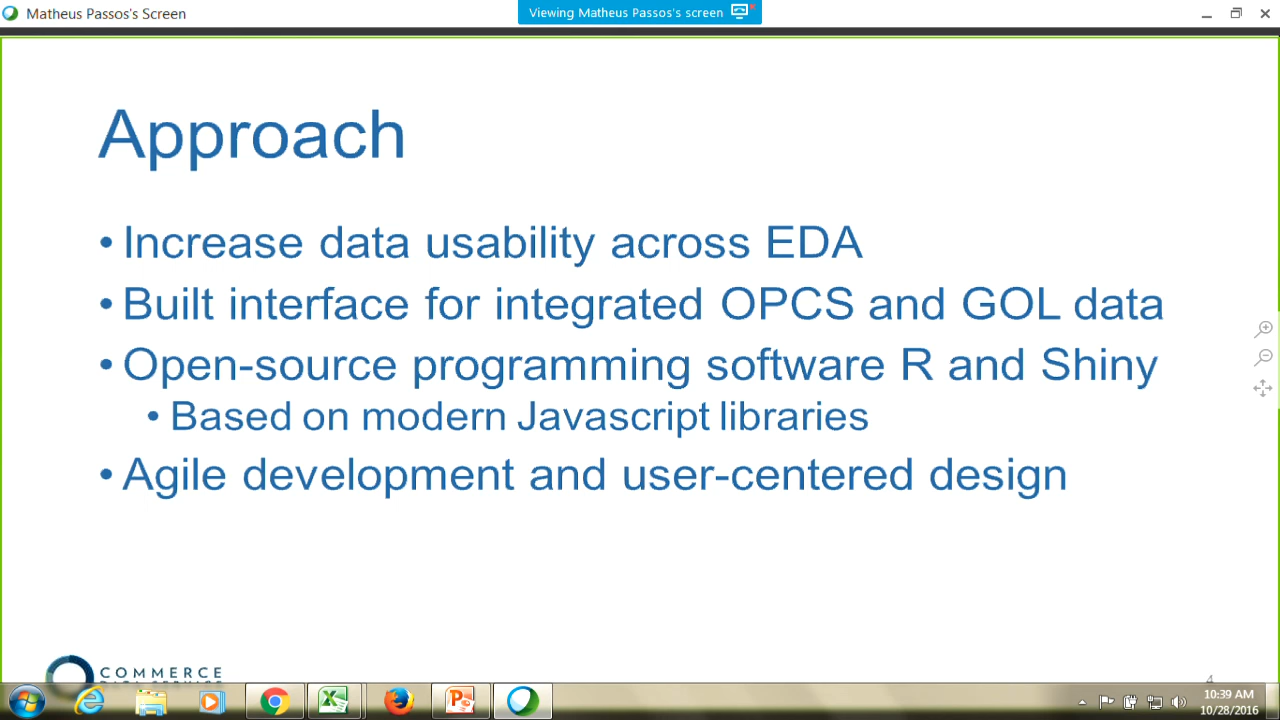 Matheus Passos's Screen
Viewing Matheus Passos's screen
Approach
• Increase data usability across EDA
• Built interface for integrated OPCS and GOL data
• Open-source programming software R and Shiny
• Based on modern Javascript libraries
• Agile development and user-centered design
COMMERCE
4
10:39 AM
10/28/2016